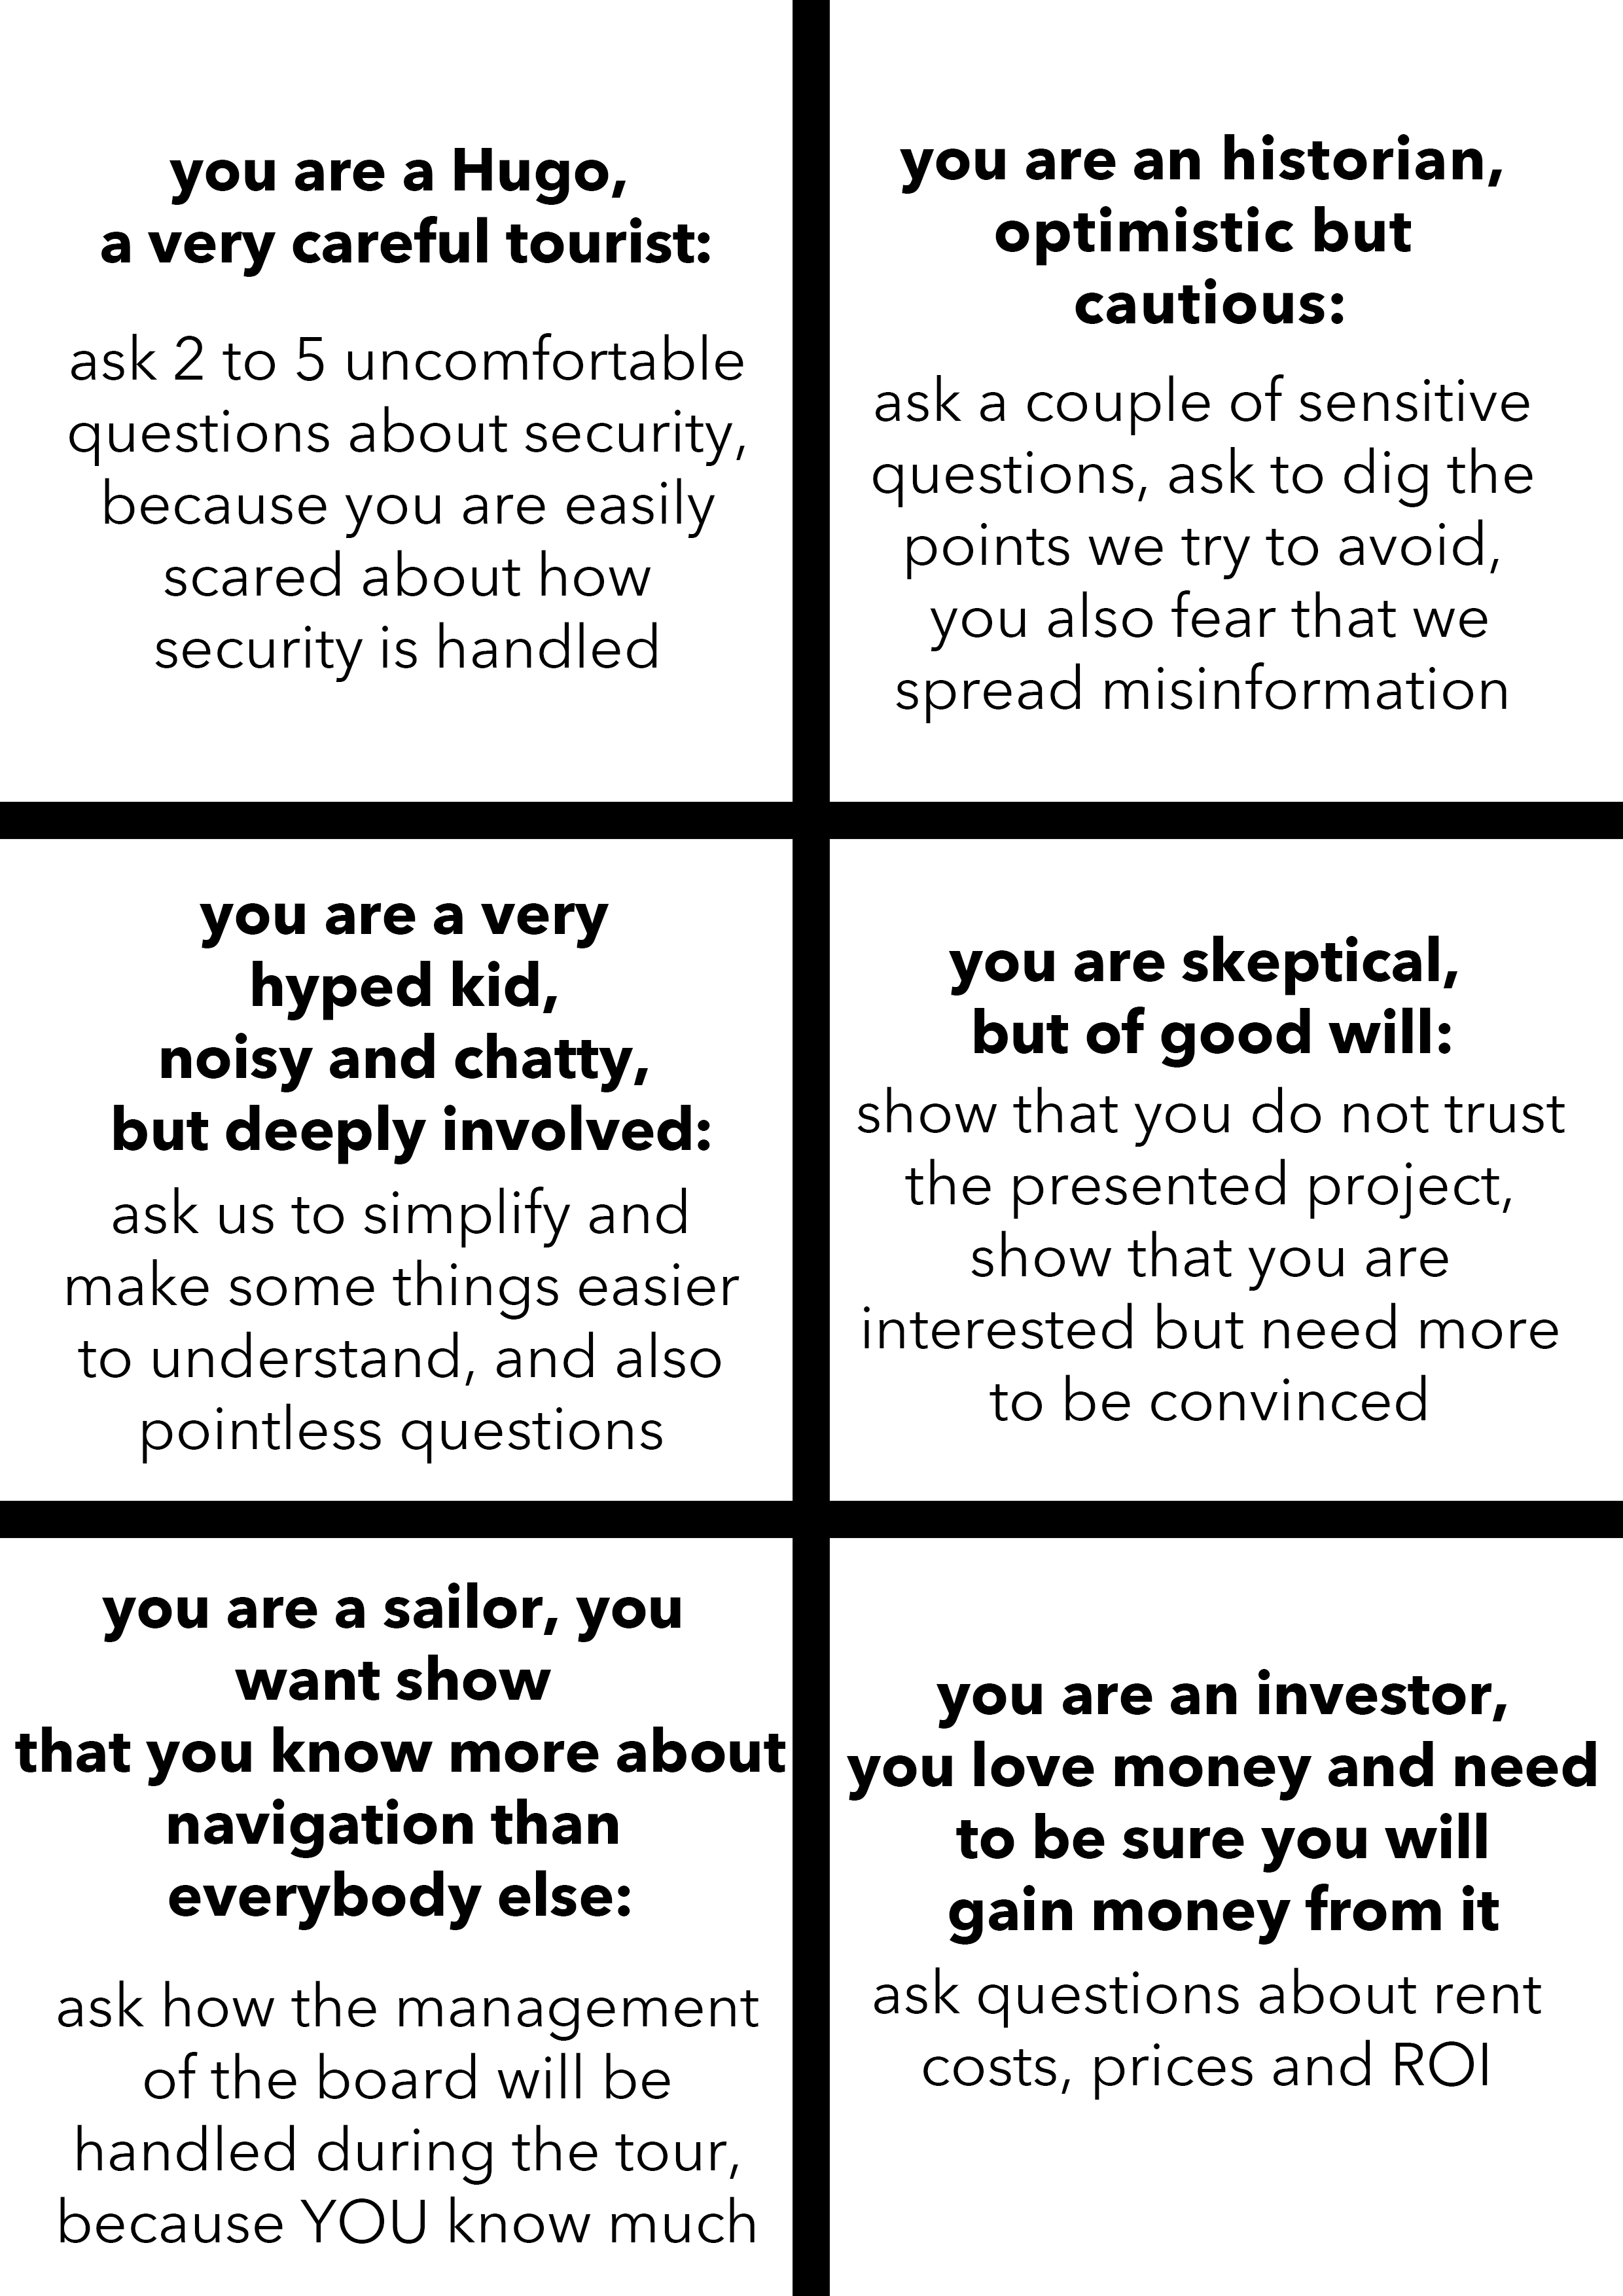 you are a Hugo,
a very careful tourist:
ask 2 to 5 uncomfortable
questions about security,
because you are easily
scared about how
security is handled
you are an historian,
optimistic but
cautious:
ask a couple of sensitive
questions, ask to dig the
points we try to avoid,
you also fear that we
spread misinformation
you are a very
hyped kid,
noisy and chatty,
but deeply involved:
ask us to simplify and
make some things easier
to understand, and also
pointless questions
you are skeptical,
but of good will:
show that you do not trust
the presented project,
show that you are
interested but need more
to be convinced
you are a sailor, you
want show
that you know more about
navigation than
everybody else:
ask how the management
of the board will be
handled during the tour,
because YOU know much
you are an investor,
you love money and need
to be sure you will
gain money from it
ask questions about rent
costs, prices and ROI